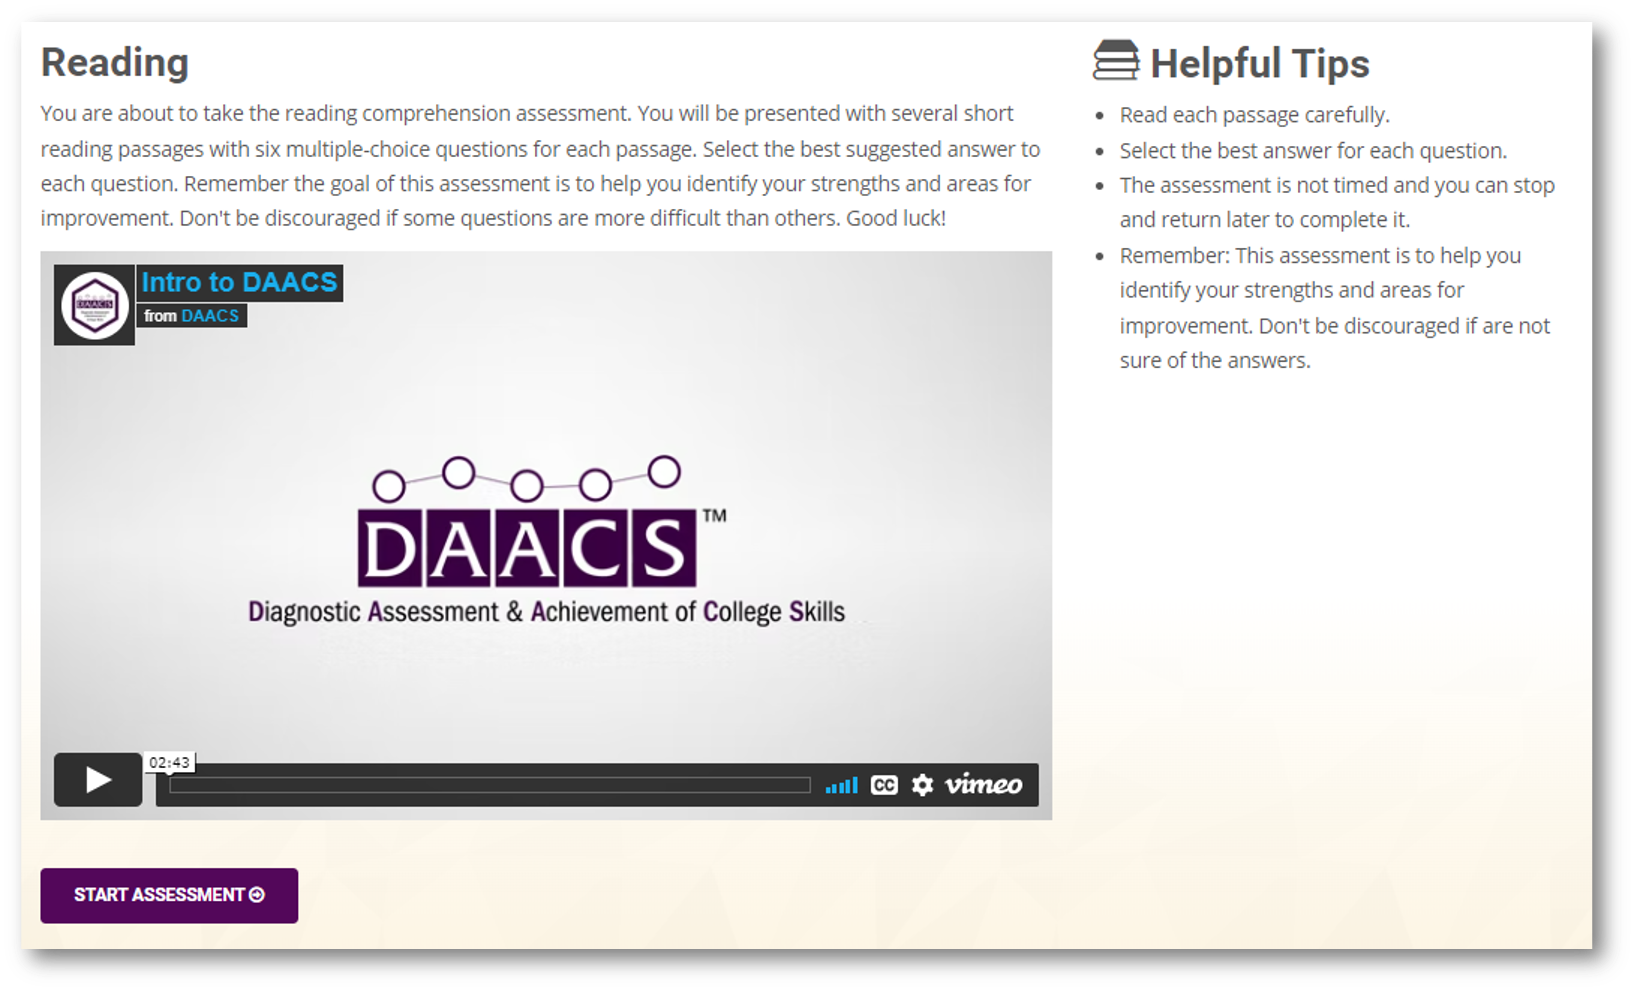 Reading
You are about to take the reading comprehension assessment. You will be presented with several short
reading passages with six multiple-choice questions for each passage. Select the best suggested answer to
each question. Remember the goal of this assessment is to help you identify your strengths and areas for
improvement. Don't be discouraged if some questions are more difficult than others. Good luck!
Intro to DAACS
from DAACS
DAACS
DAACS™
Diagnostic Assessment & Achievement of College Skills
02:43
CC
vimeo
START ASSESSMENT
Helpful Tips
• Read each passage carefully.
• Select the best answer for each question.
• The assessment is not timed and you can stop
and return later to complete it.
• Remember: This assessment is to help you
identify your strengths and areas for
improvement. Don't be discouraged if are not
sure of the answers.